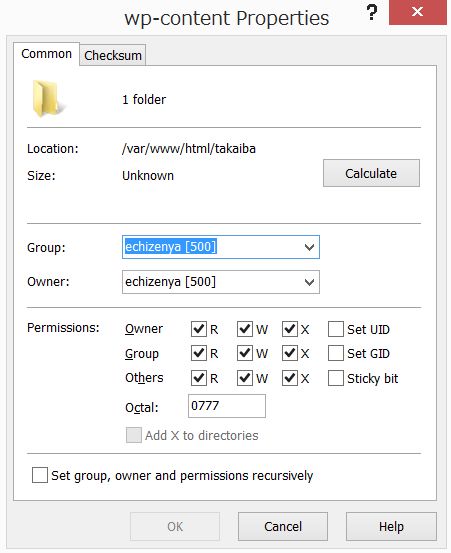 wp-content Properties
Common Checksum
1 folder
Location: /var/www/html/takaiba
Size: Unknown
Calculate
Group: echizenya [500]
Owner: echizenya [500]
Permissions: Owner R W X Set UID
Group R W X Set GID
Others R W X Sticky bit
Octal: 0777
Add X to directories
Set group, owner and permissions recursively
OK Cancel Help